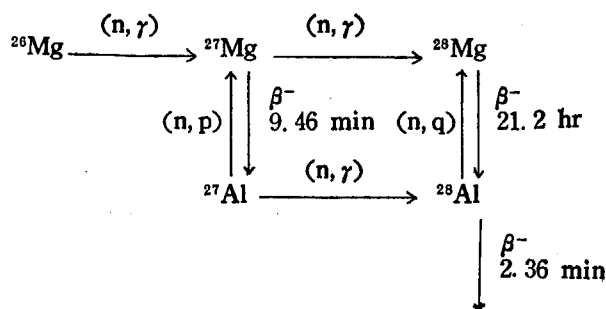 (n, γ) (n, γ)
²⁶Mg ²⁷Mg ²⁸Mg
β⁻ β⁻
(n, p) 9. 46 min (n, q) 21. 2 hr
(n, γ)
²⁷Al ²⁸Al
β⁻
2. 36 min